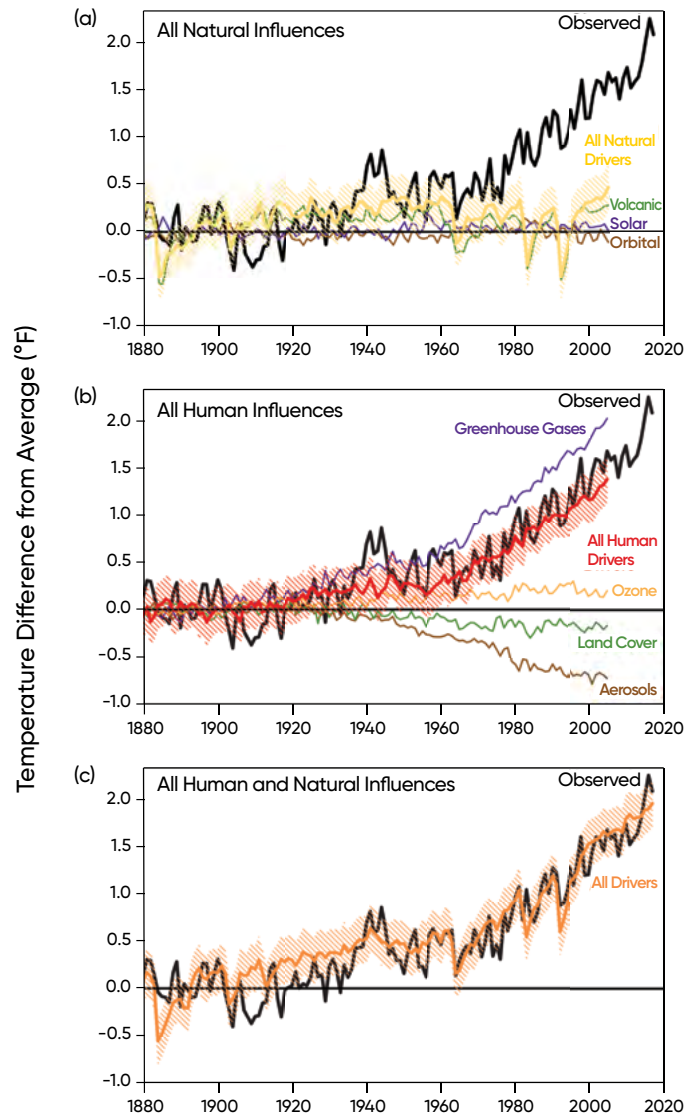 Temperature Difference from Average (°F)
(a)
All Natural Influences
Observed
2.0
1.5
1.0
0.5
0.0
-0.5
-1.0
All Natural
Drivers
Volcanic
Solar
Orbital
1880 1900 1920 1940 1960 1980 2000 2020
(b)
All Human Influences
Observed
Greenhouse Gases
2.0
1.5
1.0
0.5
0.0
-0.5
-1.0
All Human
Drivers
Ozone
Land Cover
Aerosols
1880 1900 1920 1940 1960 1980 2000 2020
(c)
All Human and Natural Influences
Observed
2.0
1.5
1.0
0.5
0.0
-0.5
-1.0
All Drivers
1880 1900 1920 1940 1960 1980 2000 2020